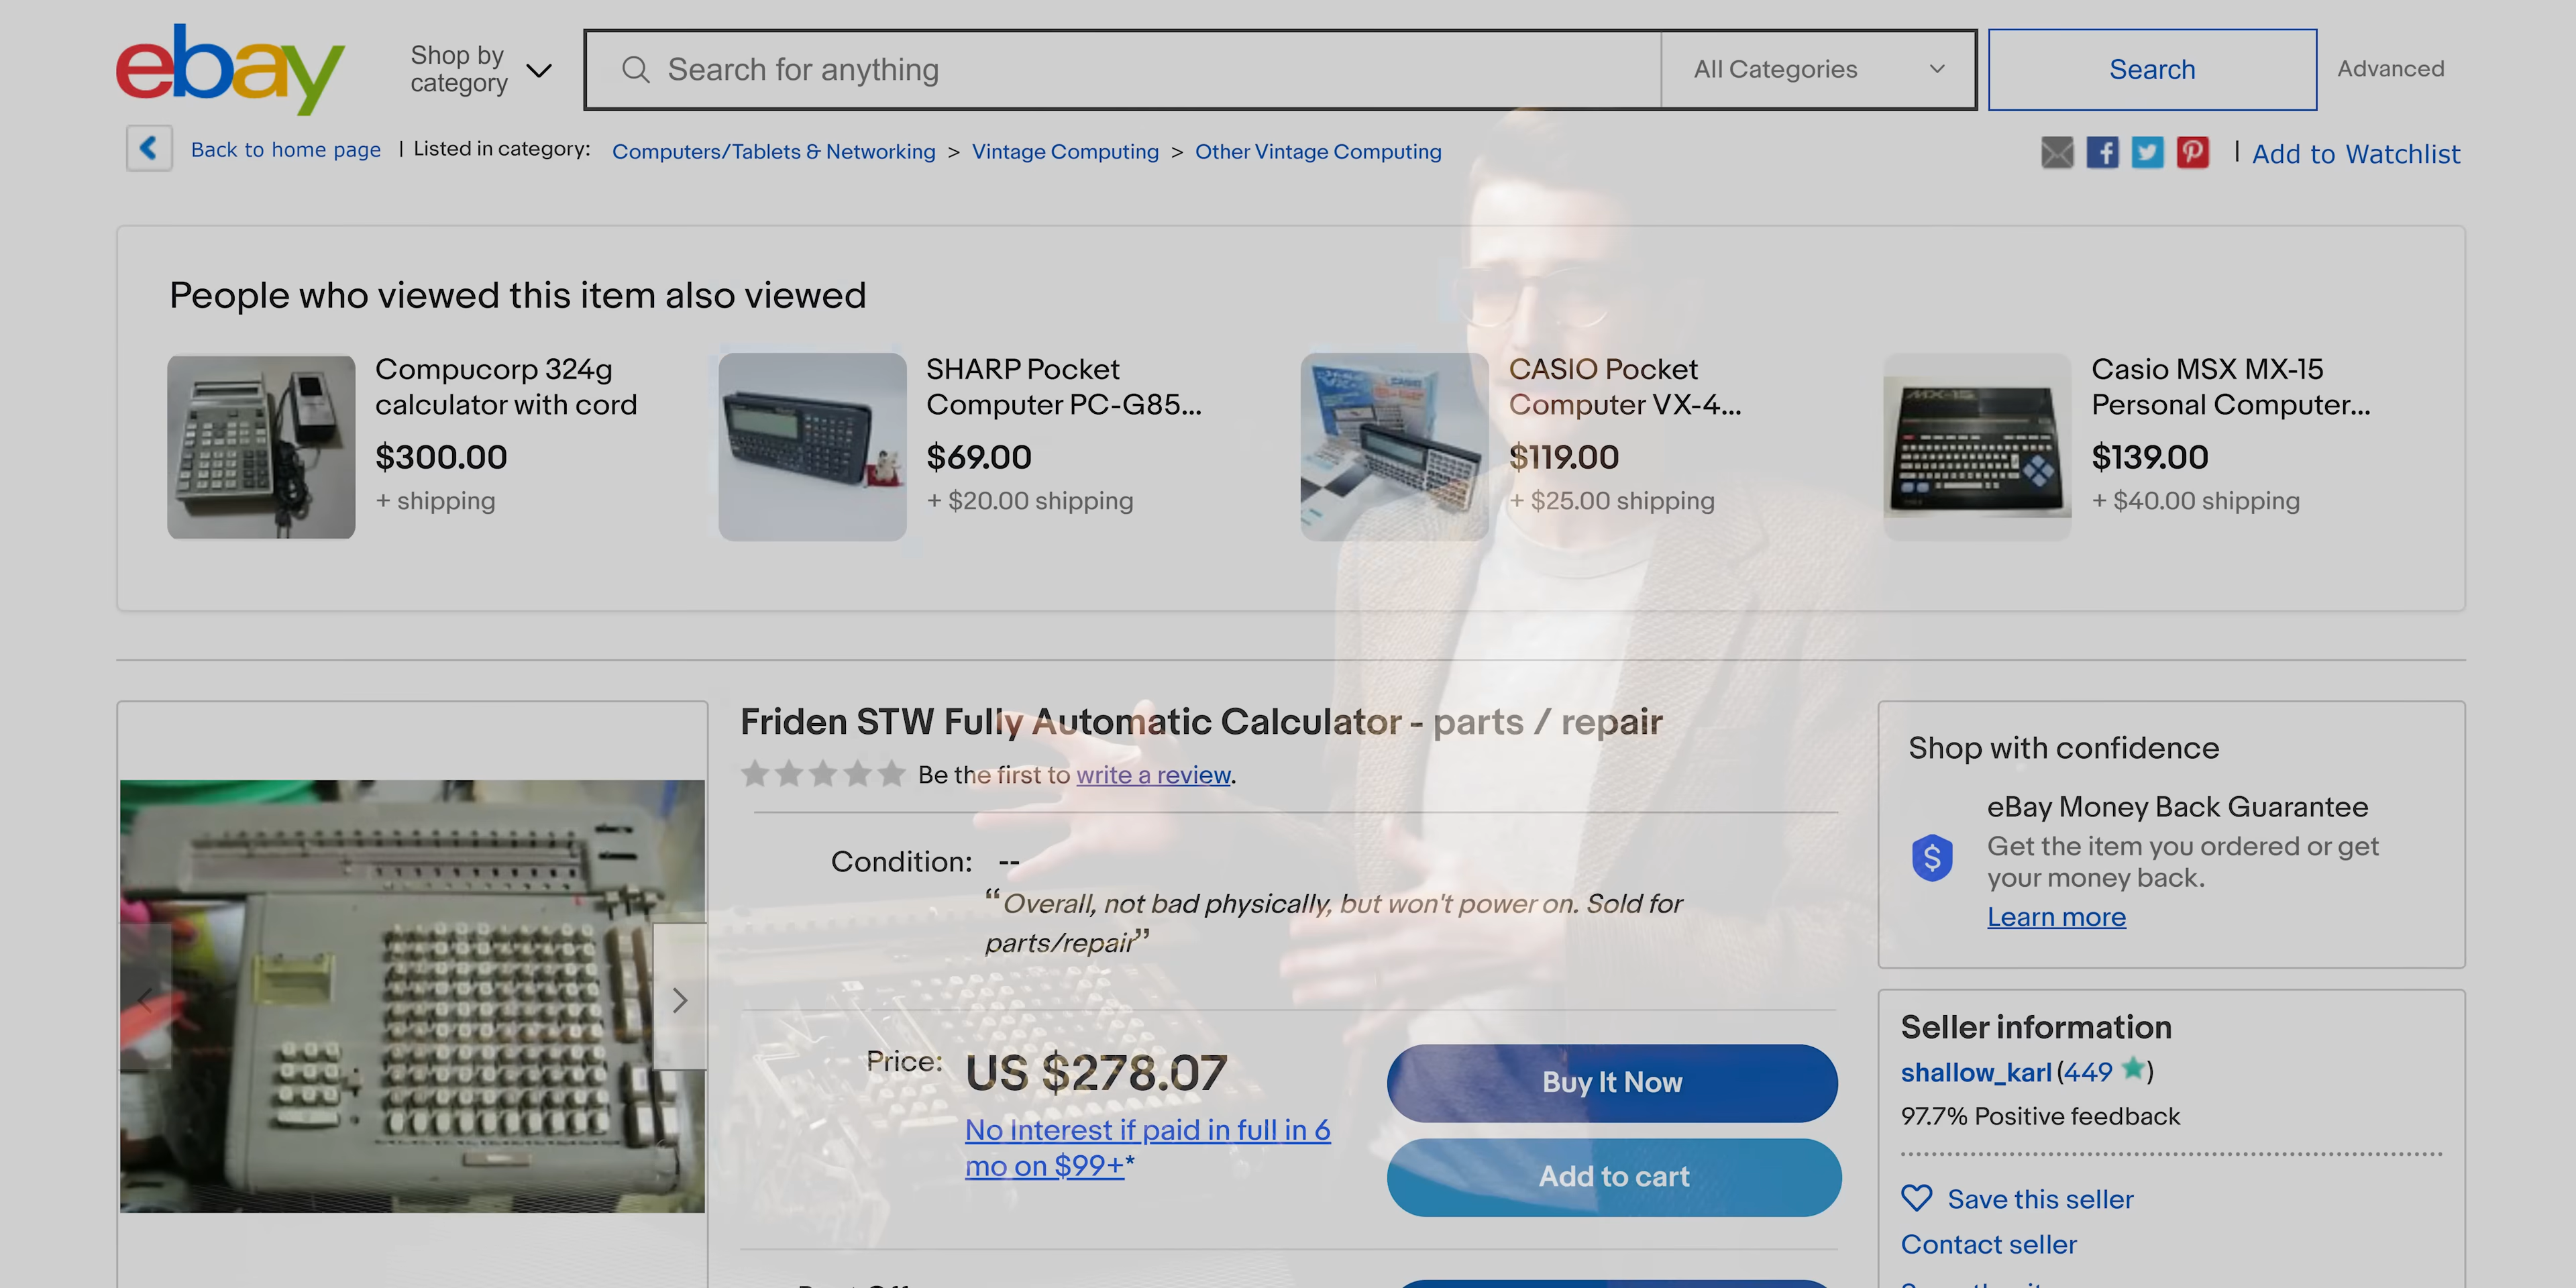 ebay
Shop by
category
Search for anything
All Categories
Search
Advanced
Back to home page | Listed in category: Computers/Tablets & Networking > Vintage Computing > Other Vintage Computing
| Add to Watchlist
People who viewed this item also viewed
Compucorp 324g
calculator with cord
$300.00
+ shipping
SHARP Pocket
Computer PC-G85...
$69.00
+ $20.00 shipping
CASIO Pocket
Computer VX-4...
$119.00
+ $25.00 shipping
MX-15
Casio MSX MX-15
Personal Computer...
$139.00
+ $40.00 shipping
Friden STW Fully Automatic Calculator - parts / repair
Be the first to write a review.
Condition: --
“Overall, not bad physically, but won't power on. Sold for
parts/repair”
Price: US $278.07
No Interest if paid in full in 6
mo on $99+*
Buy It Now
Add to cart
Shop with confidence
eBay Money Back Guarantee
Get the item you ordered or get
your money back.
Learn more
Seller information
shallow_karl (449)
97.7% Positive feedback
Save this seller
Contact seller